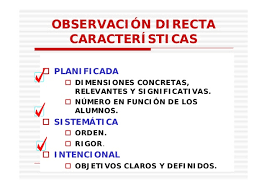 OBSERVACIÓN DIRECTA
CARACTERÍSTICAS
PLANIFICADA
DIMENSIONES CONCRETAS,
RELEVANTES Y SIGNIFICATIVAS.
NÚMERO EN FUNCIÓN DE LOS
ALUMNOS.
SISTEMÁTICA
ORDEN.
RIGOR.
INTENCIONAL
OBJETIVOS CLAROS Y DEFINIDOS.